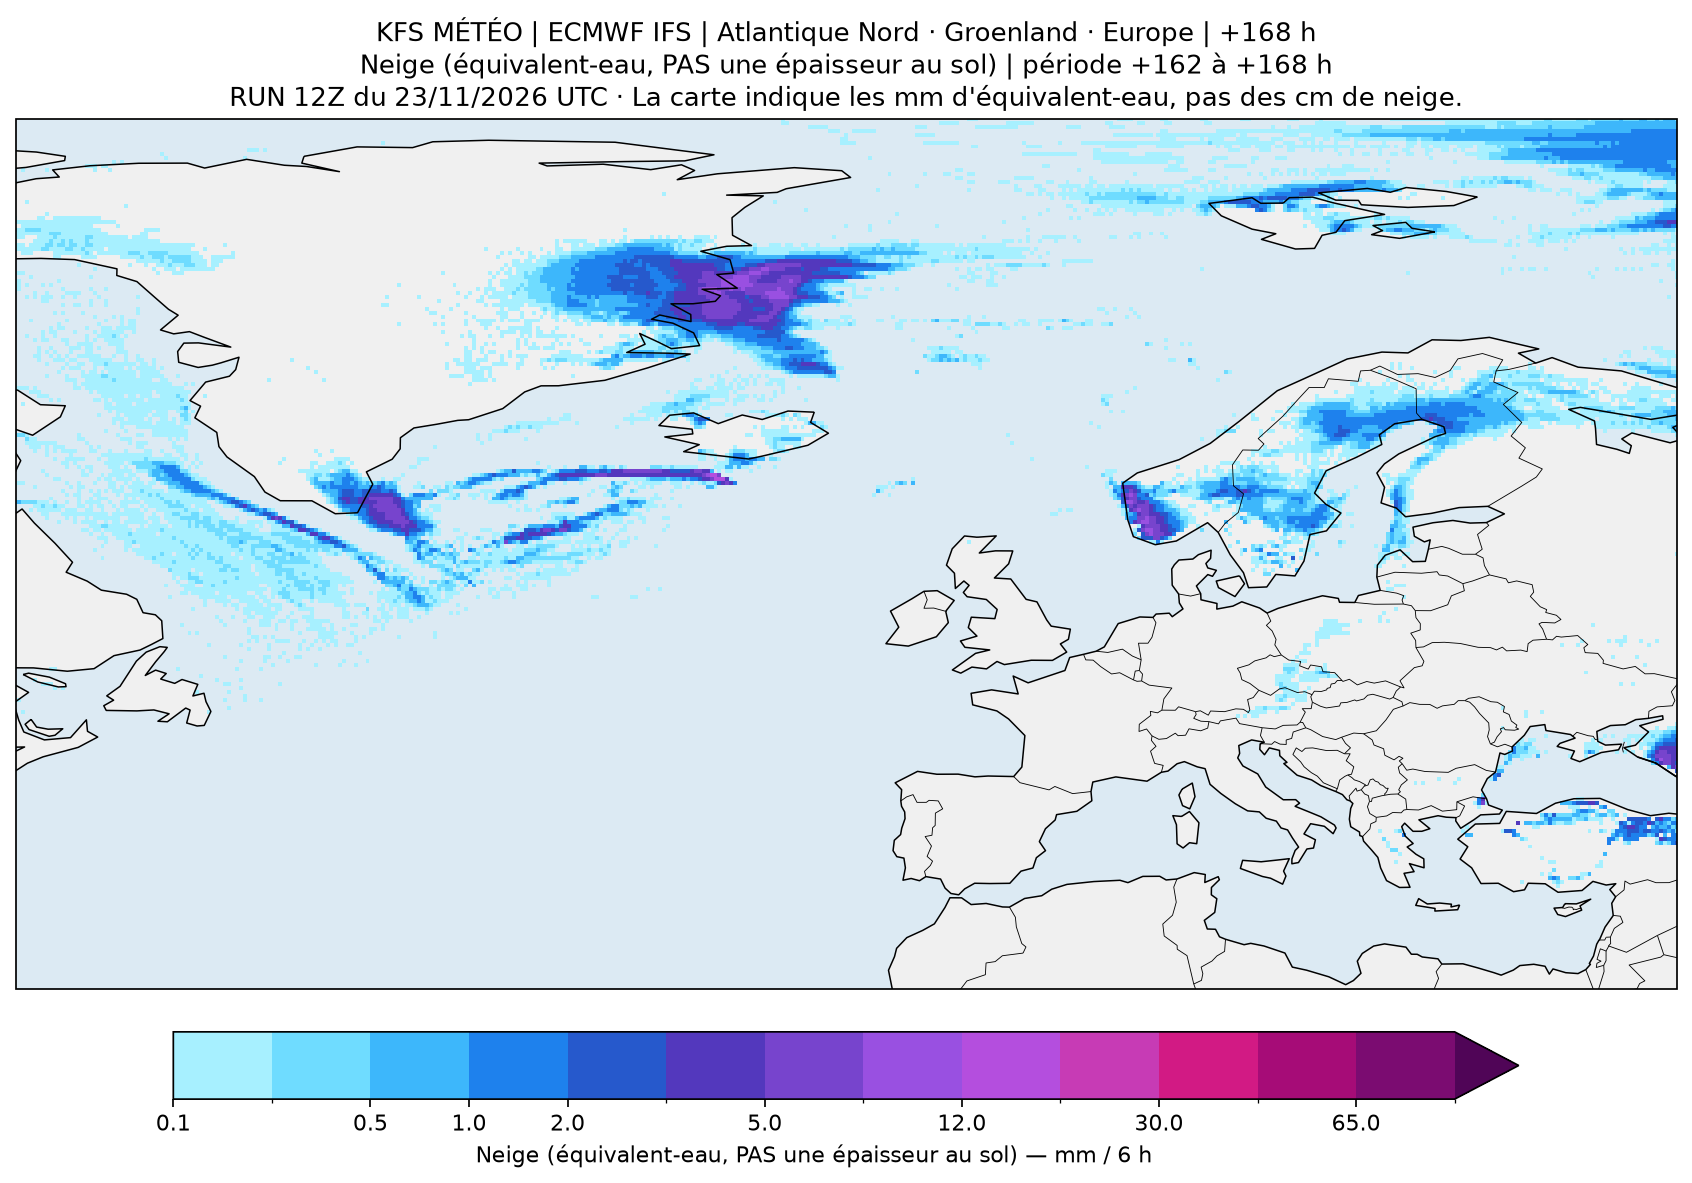 KFS MÉTÉO | ECMWF IFS | Atlantique Nord · Groenland · Europe | +168 h
Neige (équivalent-eau, PAS une épaisseur au sol) | période +162 à +168 h
RUN 12Z du 23/11/2026 UTC · La carte indique les mm d'équivalent-eau, pas des cm de neige.
0.1 0.5 1.0 2.0 5.0 12.0 30.0 65.0
Neige (équivalent-eau, PAS une épaisseur au sol) — mm / 6 h